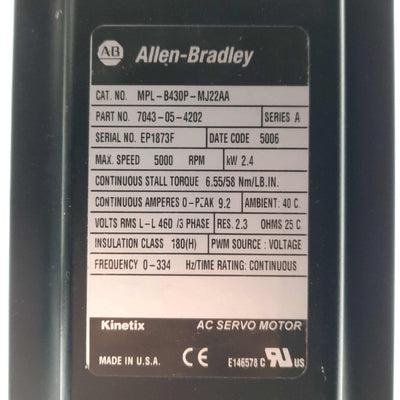 AB Allen-Bradley
CAT. NO. MPL-B430P-MJ22AA
PART NO. 7043-05-4202 SERIES A
SERIAL NO. EP1873F DATE CODE 5006
MAX. SPEED 5000 RPM kW 2.4
CONTINUOUS STALL TORQUE 6.55/58 Nm/LB.IN.
CONTINUOUS AMPERES 0-PEAK 9.2 AMBIENT: 40 C
VOLTS RMS L-L 460 /3 PHASE RES. 2.3 OHMS 25 C
INSULATION CLASS 180(H) PWM SOURCE: VOLTAGE
FREQUENCY 0-334 Hz/TIME RATING: CONTINUOUS
Kinetix AC SERVO MOTOR
MADE IN U.S.A. CE E146578 C RU US